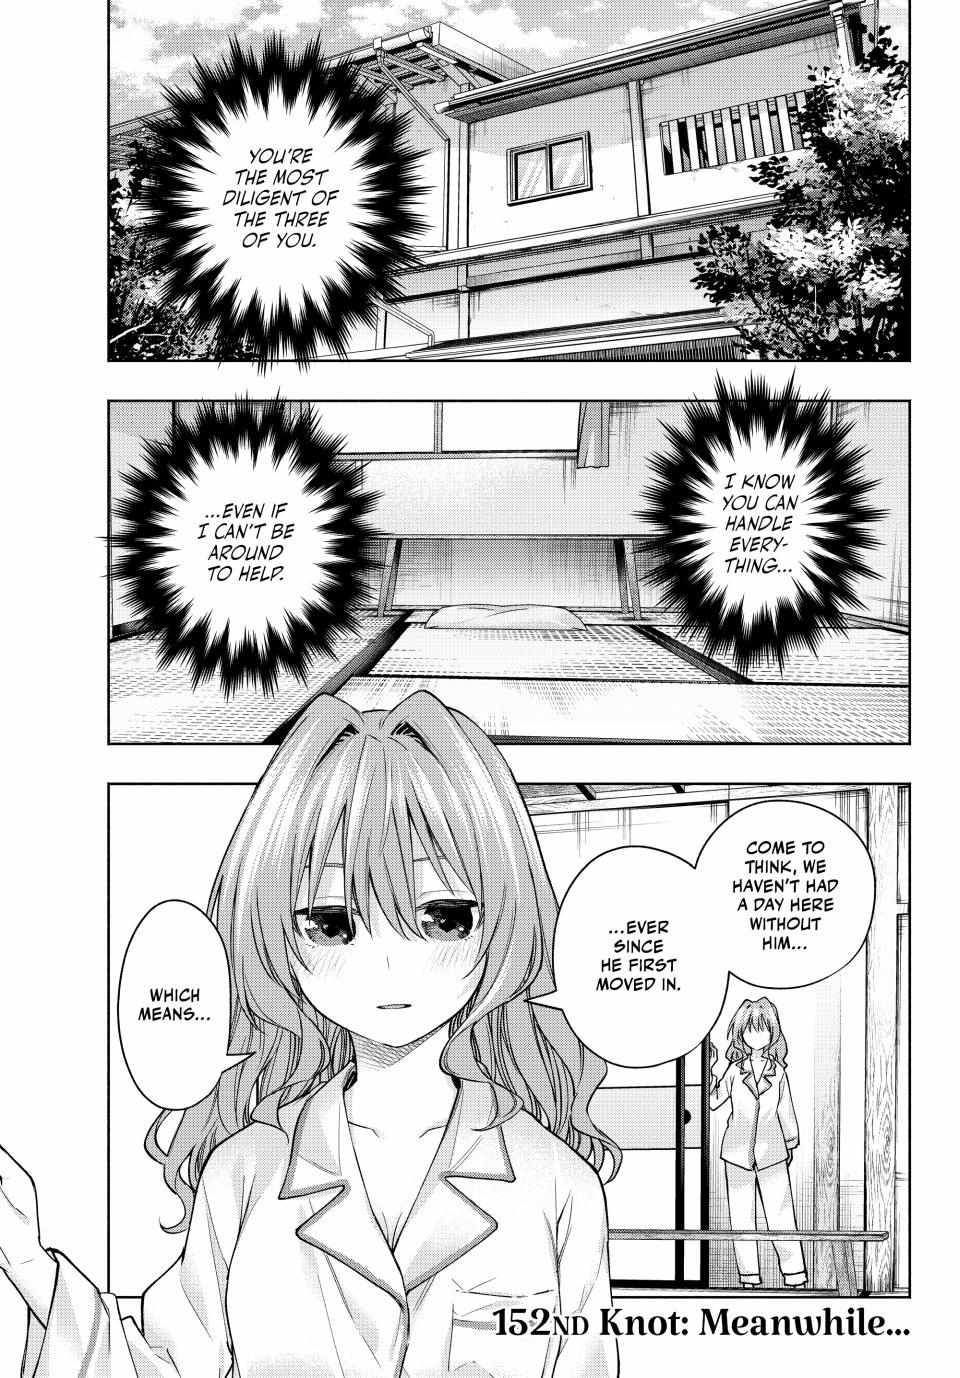 YOU'RE
THE MOST
DILIGENT OF
THE THREE
OF YOU.
I KNOW
YOU CAN
HANDLE
EVERY-
THING...
...EVEN IF
I CAN'T BE
AROUND
TO HELP.
COME TO
THINK, WE
HAVEN'T HAD
A DAY HERE
WITHOUT
HIM...
...EVER
SINCE
HE FIRST
MOVED IN.
WHICH
MEANS...
152ND Knot: Meanwhile...